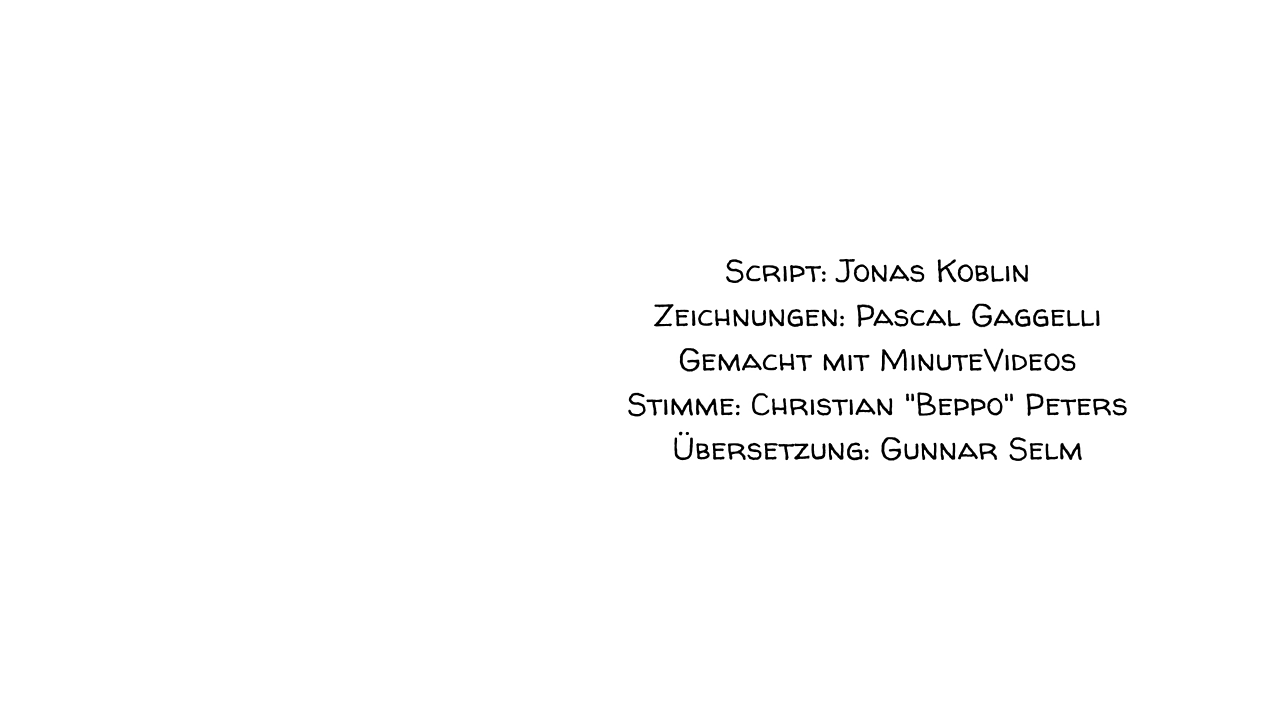 Script: Jonas Koblin
Zeichnungen: Pascal Gaggelli
Gemacht mit MinuteVideos
Stimme: Christian "Beppo" Peters
Übersetzung: Gunnar Selm